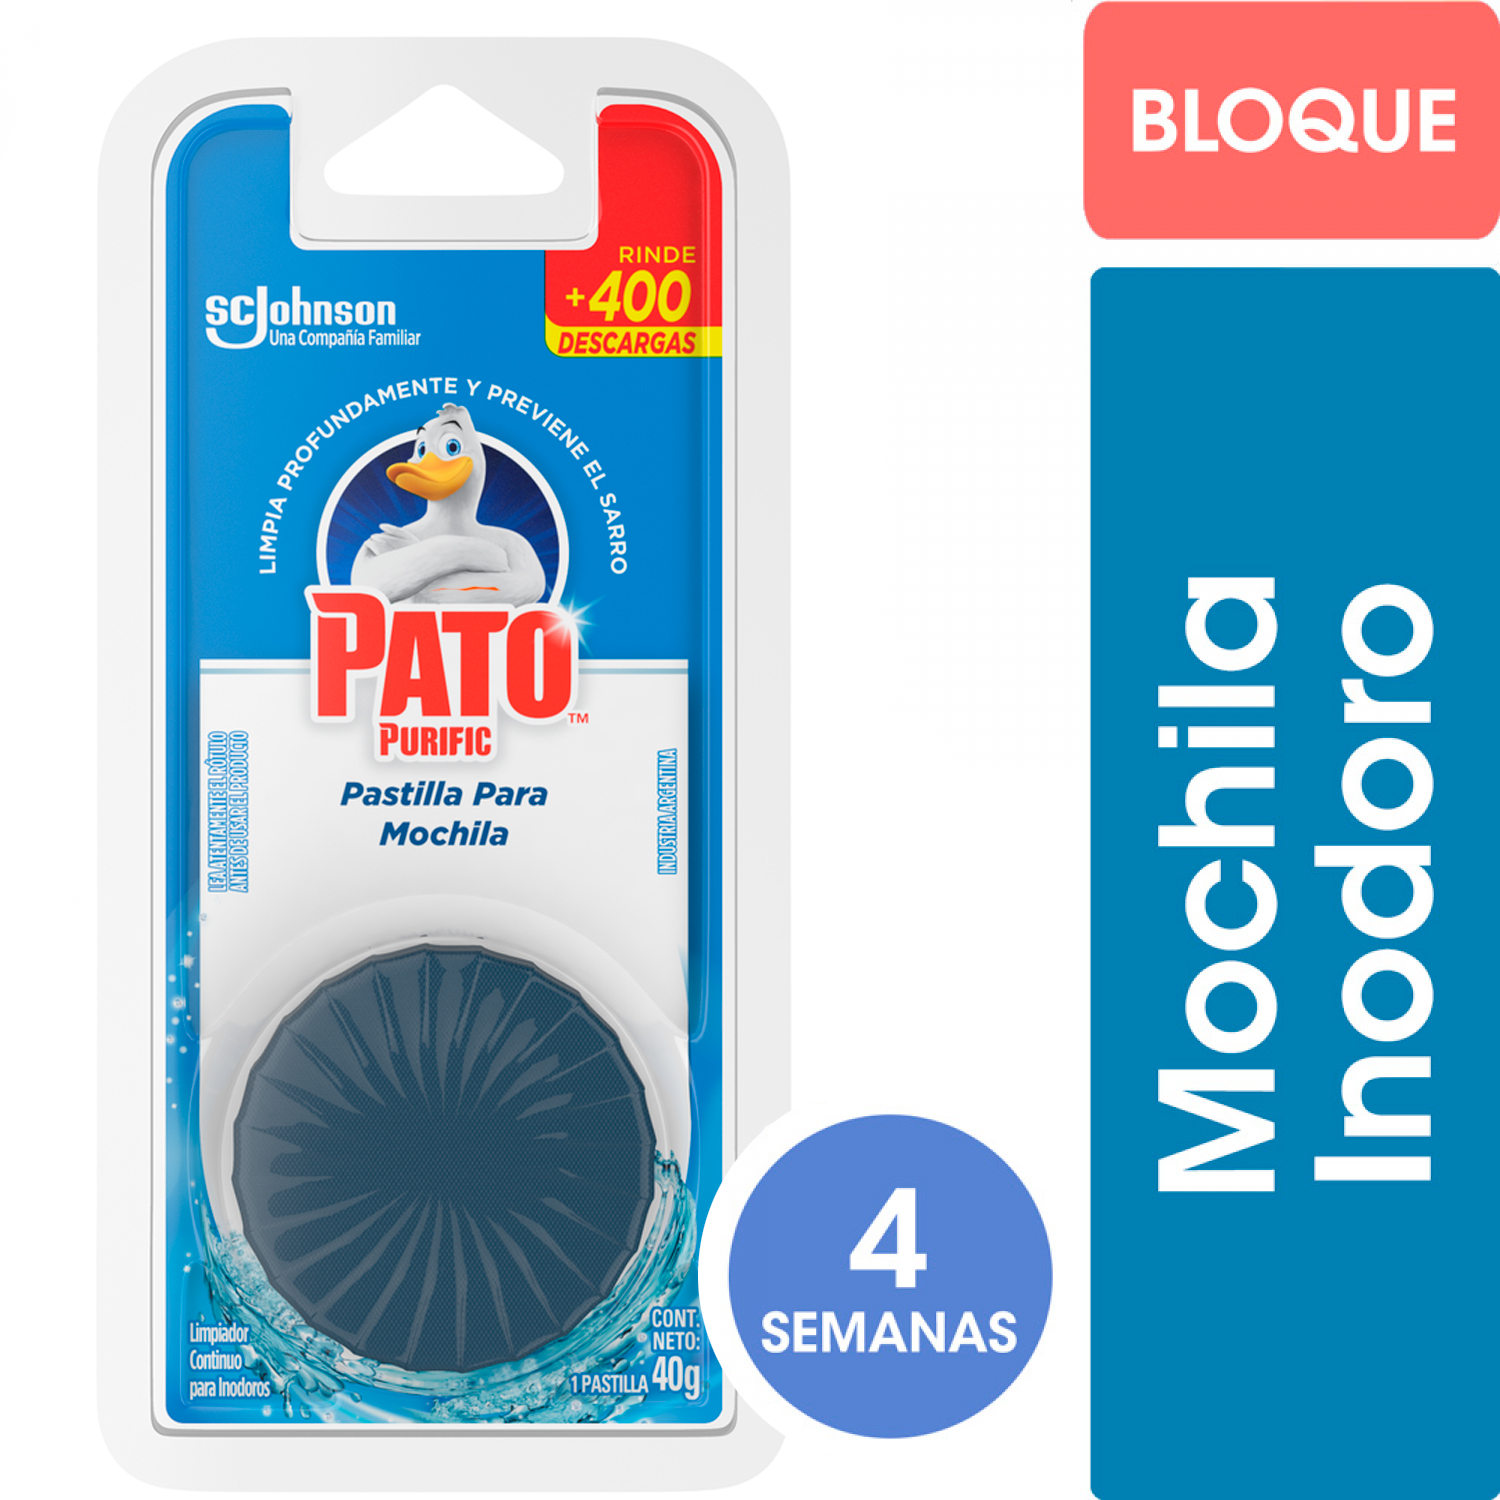 RINDE
+400
DESCARGAS
scJohnson
Una Compañía Familiar
LIMPIA PROFUNDAMENTE Y PREVIENE EL SARRO
PATO™
PURIFIC
Pastilla Para
Mochila
LEA ATENTAMENTE EL RÓTULO
ANTES DE USAR EL PRODUCTO
INDUSTRIA ARGENTINA
Limpiador
Continuo
para Inodoros
CONT.
NETO:
1 PASTILLA 40g
4
SEMANAS
BLOQUE
Mochila
Inodoro